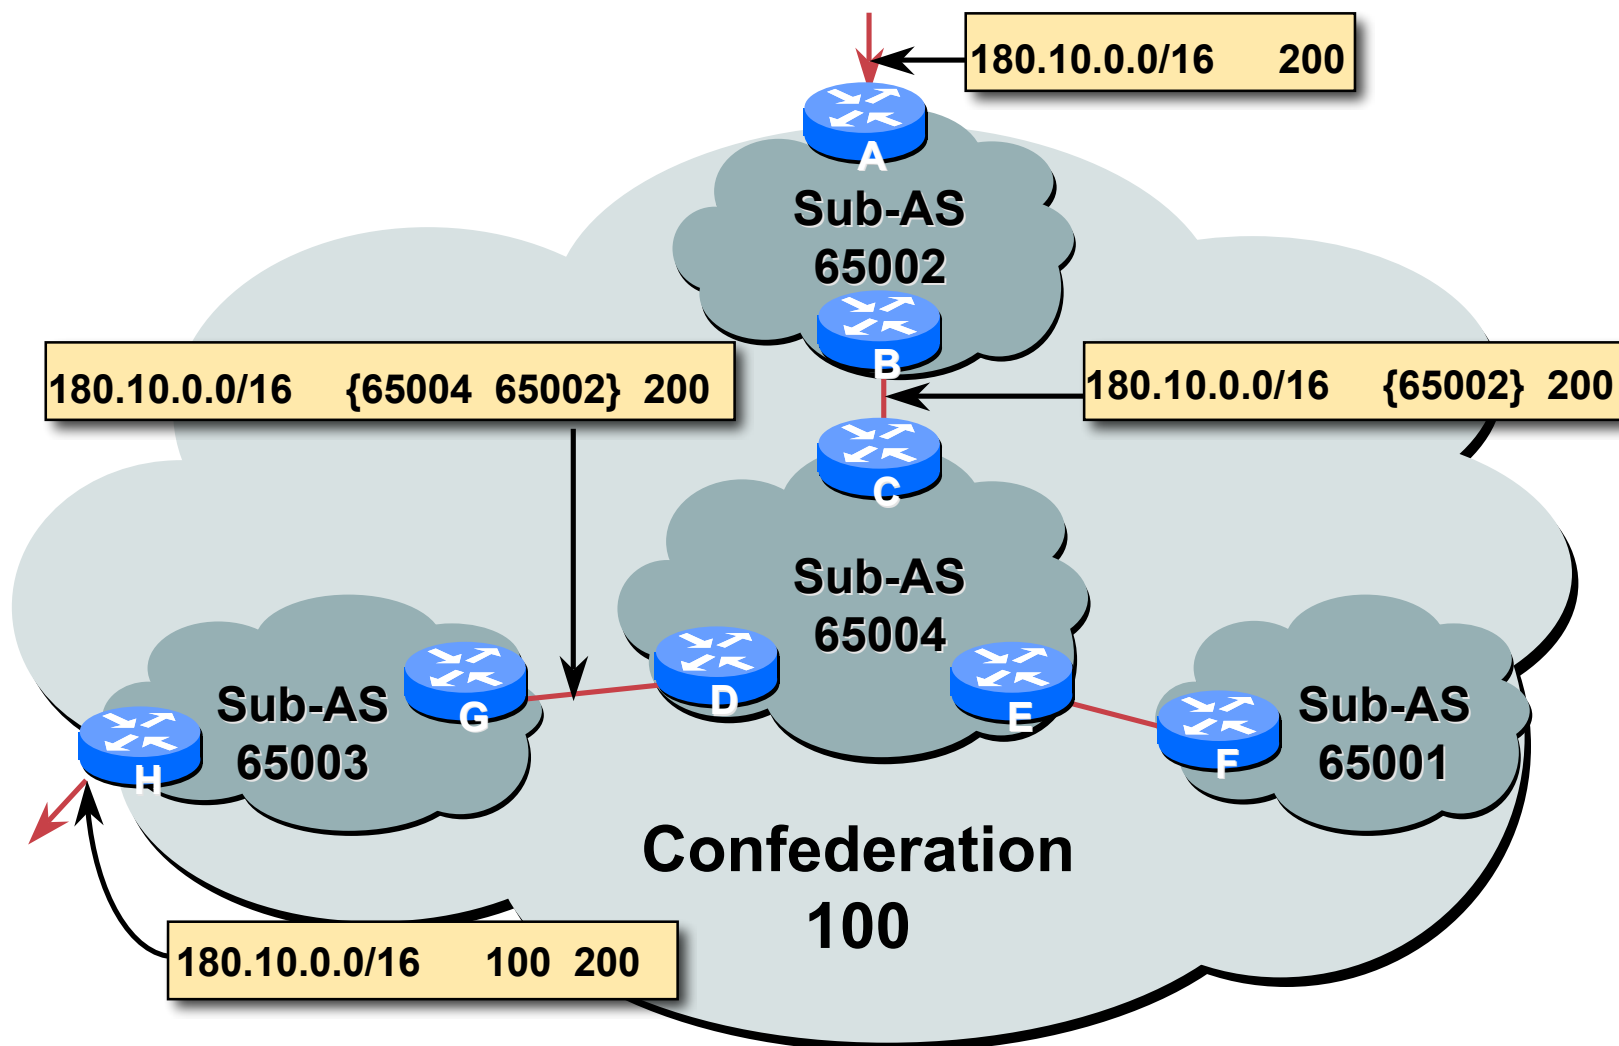 180.10.0.0/16 200
A
Sub-AS
65002
B
180.10.0.0/16 {65004 65002} 200
180.10.0.0/16 {65002} 200
C
Sub-AS
65004
D
E
G
Sub-AS
65003
H
F
Sub-AS
65001
Confederation
100
180.10.0.0/16 100 200